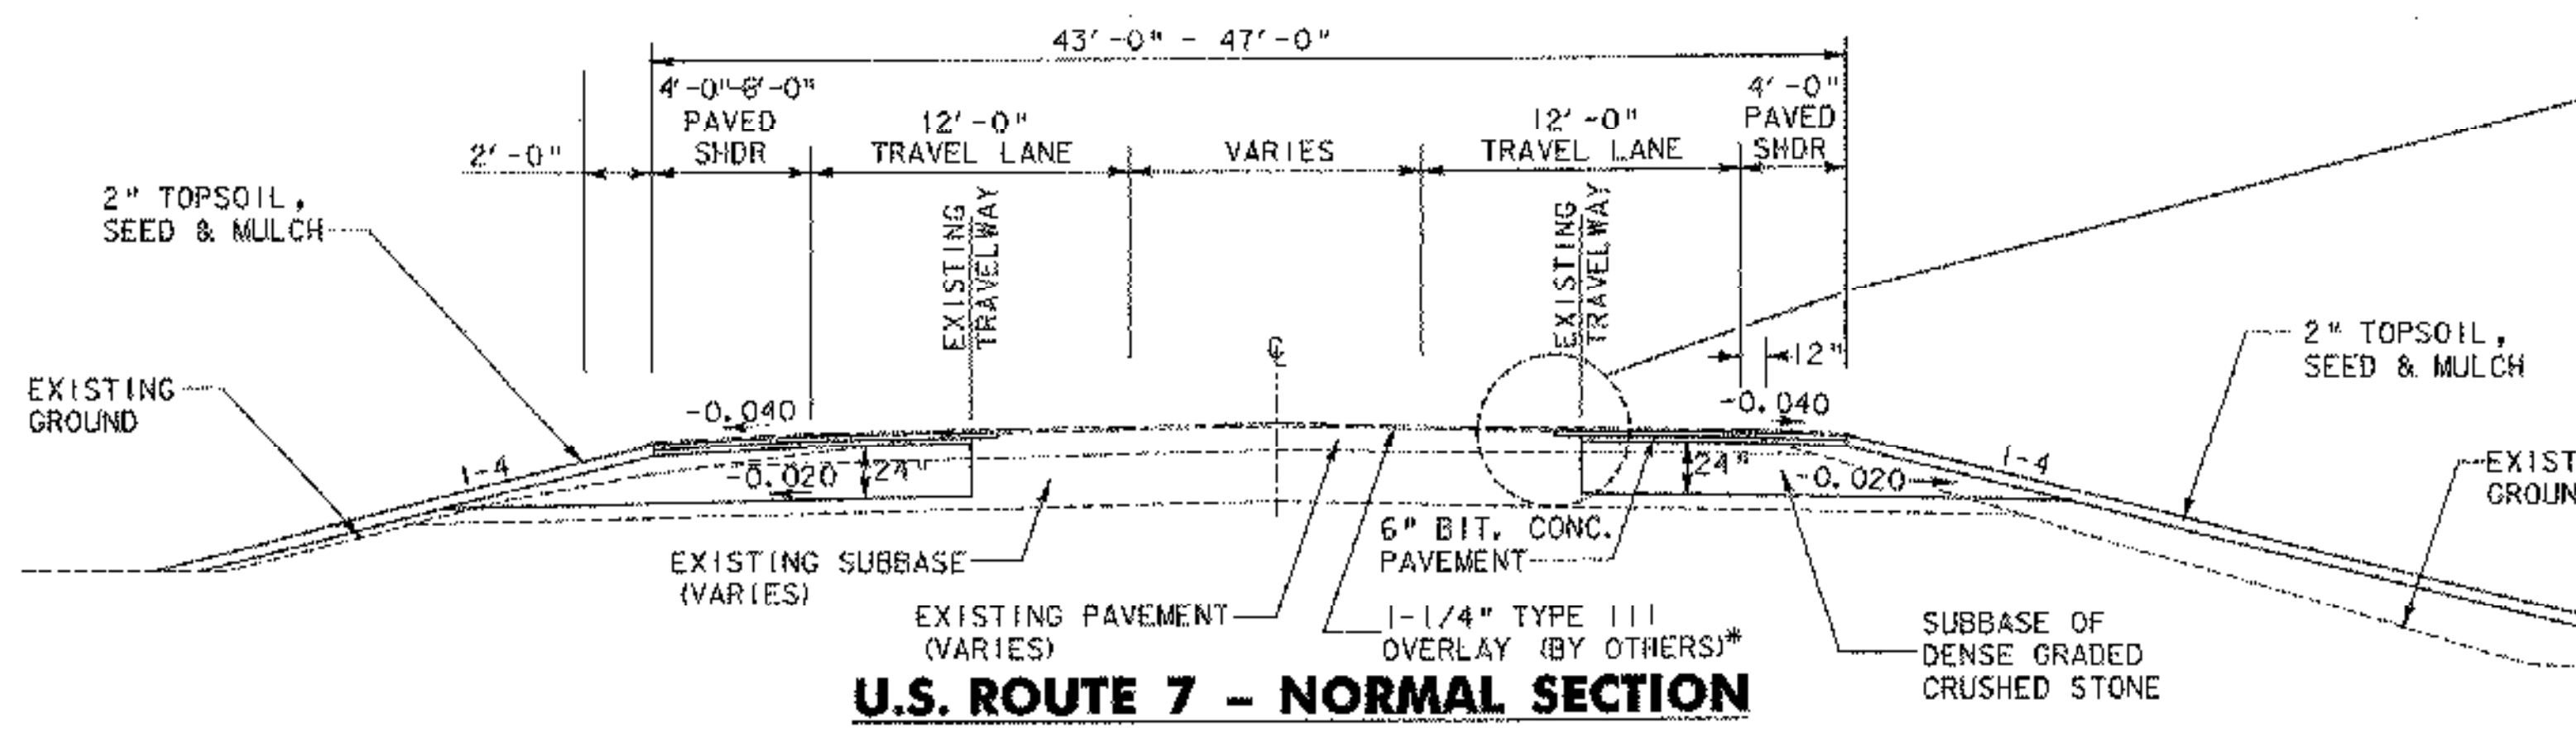 43'-0" - 47'-0"
4'-0"-8'-0"
PAVED
SHDR
12'-0"
TRAVEL LANE
VARIES
12'-0"
TRAVEL LANE
4'-0"
PAVED
SHDR
2'-0"
2" TOPSOIL,
SEED & MULCH
EXISTING
TRAVELWAY
EXISTING
TRAVELWAY
℄
12"
2" TOPSOIL,
SEED & MULCH
EXISTING
GROUND
-0.040
-0.040
1-4
-0.020
24"
24"
-0.020
1-4
EXIST
GROUN
6" BIT. CONC.
PAVEMENT
EXISTING SUBBASE
(VARIES)
EXISTING PAVEMENT
(VARIES)
1-1/4" TYPE III
OVERLAY (BY OTHERS)*
SUBBASE OF
DENSE GRADED
CRUSHED STONE
U.S. ROUTE 7 - NORMAL SECTION